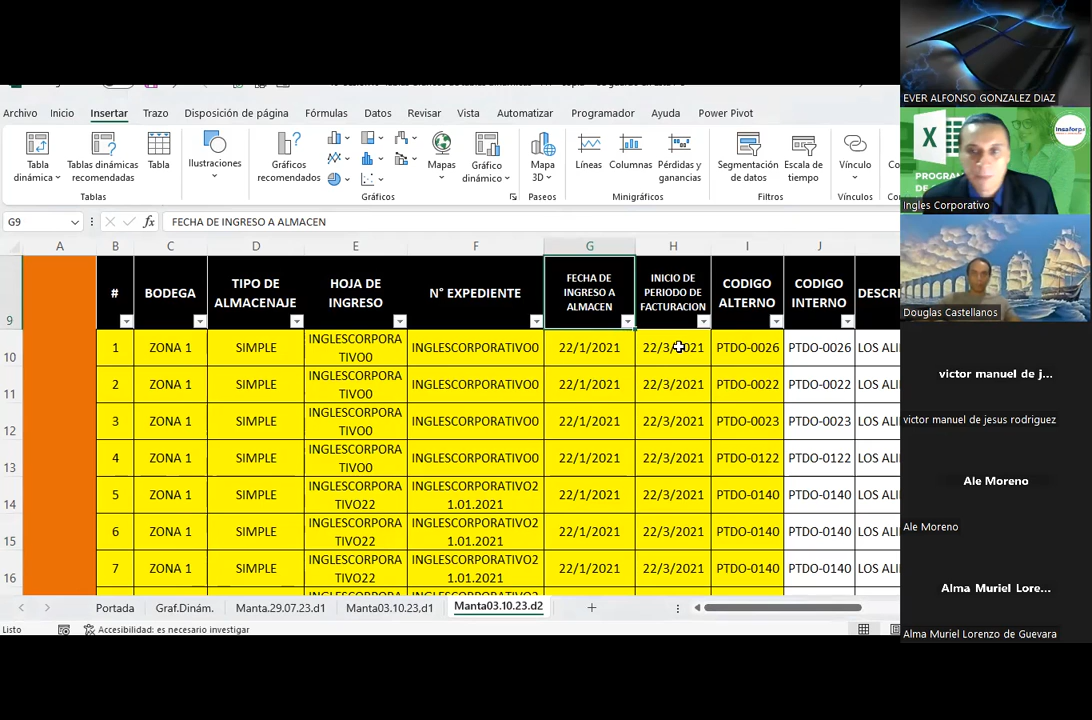 Archivo Inicio Insertar Trazo Disposición de página Fórmulas Datos Revisar Vista Automatizar Programador Ayuda Power Pivot
Tabla dinámica
Tablas dinámicas recomendadas
Tabla
Ilustraciones
Gráficos recomendados
Mapas
Gráfico dinámico
Mapa 3D
Líneas
Columnas
Pérdidas y ganancias
Segmentación de datos
Escala de tiempo
Vínculo
Tablas Gráficos Paseos Minigráficos Filtros Vínculos
G9 fx FECHA DE INGRESO A ALMACEN
A B C D E F G H I J
9 # BODEGA TIPO DE ALMACENAJE HOJA DE INGRESO N° EXPEDIENTE FECHA DE INGRESO A ALMACEN INICIO DE PERIODO DE FACTURACION CODIGO ALTERNO CODIGO INTERNO DESCRI
10 1 ZONA 1 SIMPLE INGLESCORPORATIVO0 INGLESCORPORATIVO0 22/1/2021 22/3/2021 PTDO-0026 PTDO-0026 LOS ALI
11 2 ZONA 1 SIMPLE INGLESCORPORATIVO0 INGLESCORPORATIVO0 22/1/2021 22/3/2021 PTDO-0022 PTDO-0022 LOS ALI
12 3 ZONA 1 SIMPLE INGLESCORPORATIVO0 INGLESCORPORATIVO0 22/1/2021 22/3/2021 PTDO-0023 PTDO-0023 LOS ALI
13 4 ZONA 1 SIMPLE INGLESCORPORATIVO0 INGLESCORPORATIVO0 22/1/2021 22/3/2021 PTDO-0122 PTDO-0122 LOS ALI
14 5 ZONA 1 SIMPLE INGLESCORPORATIVO22 INGLESCORPORATIVO21.01.2021 22/1/2021 22/3/2021 PTDO-0140 PTDO-0140 LOS ALI
15 6 ZONA 1 SIMPLE INGLESCORPORATIVO22 INGLESCORPORATIVO21.01.2021 22/1/2021 22/3/2021 PTDO-0140 PTDO-0140 LOS ALI
16 7 ZONA 1 SIMPLE INGLESCORPORATIVO22 INGLESCORPORATIVO21.01.2021 22/1/2021 22/3/2021 PTDO-0140 PTDO-0140 LOS ALI
Portada Graf.Dinám. Manta.29.07.23.d1 Manta03.10.23.d1 Manta03.10.23.d2
Listo Accesibilidad: es necesario investigar
EVER ALFONSO GONZALEZ DIAZ
insaforp
Ingles Corporativo
Douglas Castellanos
victor manuel de j...
victor manuel de jesus rodriguez
Ale Moreno
Ale Moreno
Alma Muriel Lore...
Alma Muriel Lorenzo de Guevara